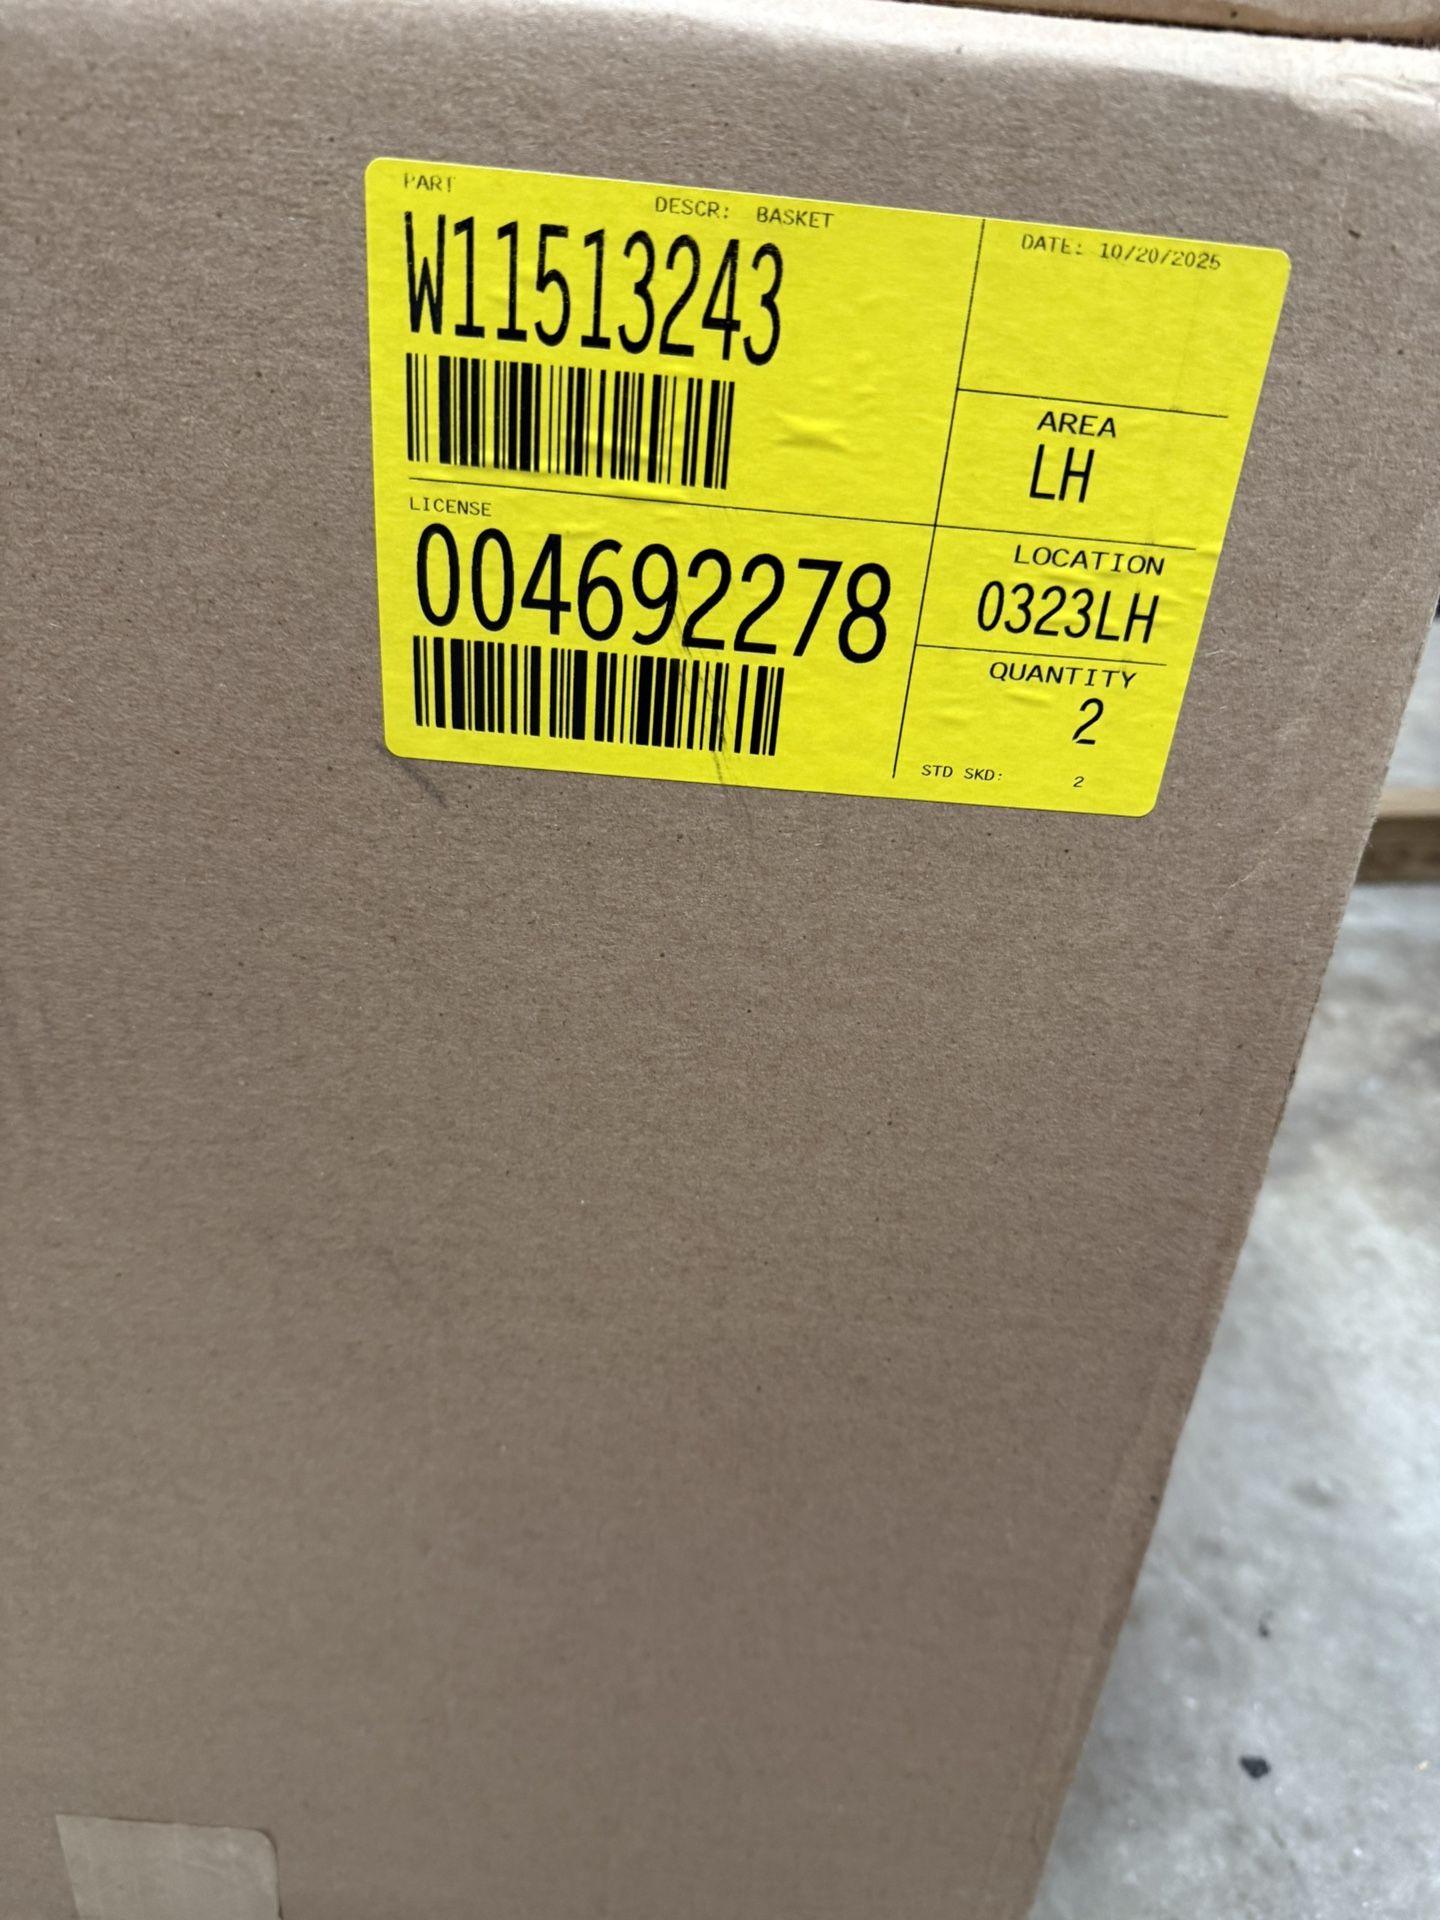 PART
DESCR: BASKET
W11513243
DATE: 10/20/2025
AREA
LH
LICENSE
004692278
LOCATION
0323LH
QUANTITY
2
STD SKD: 2